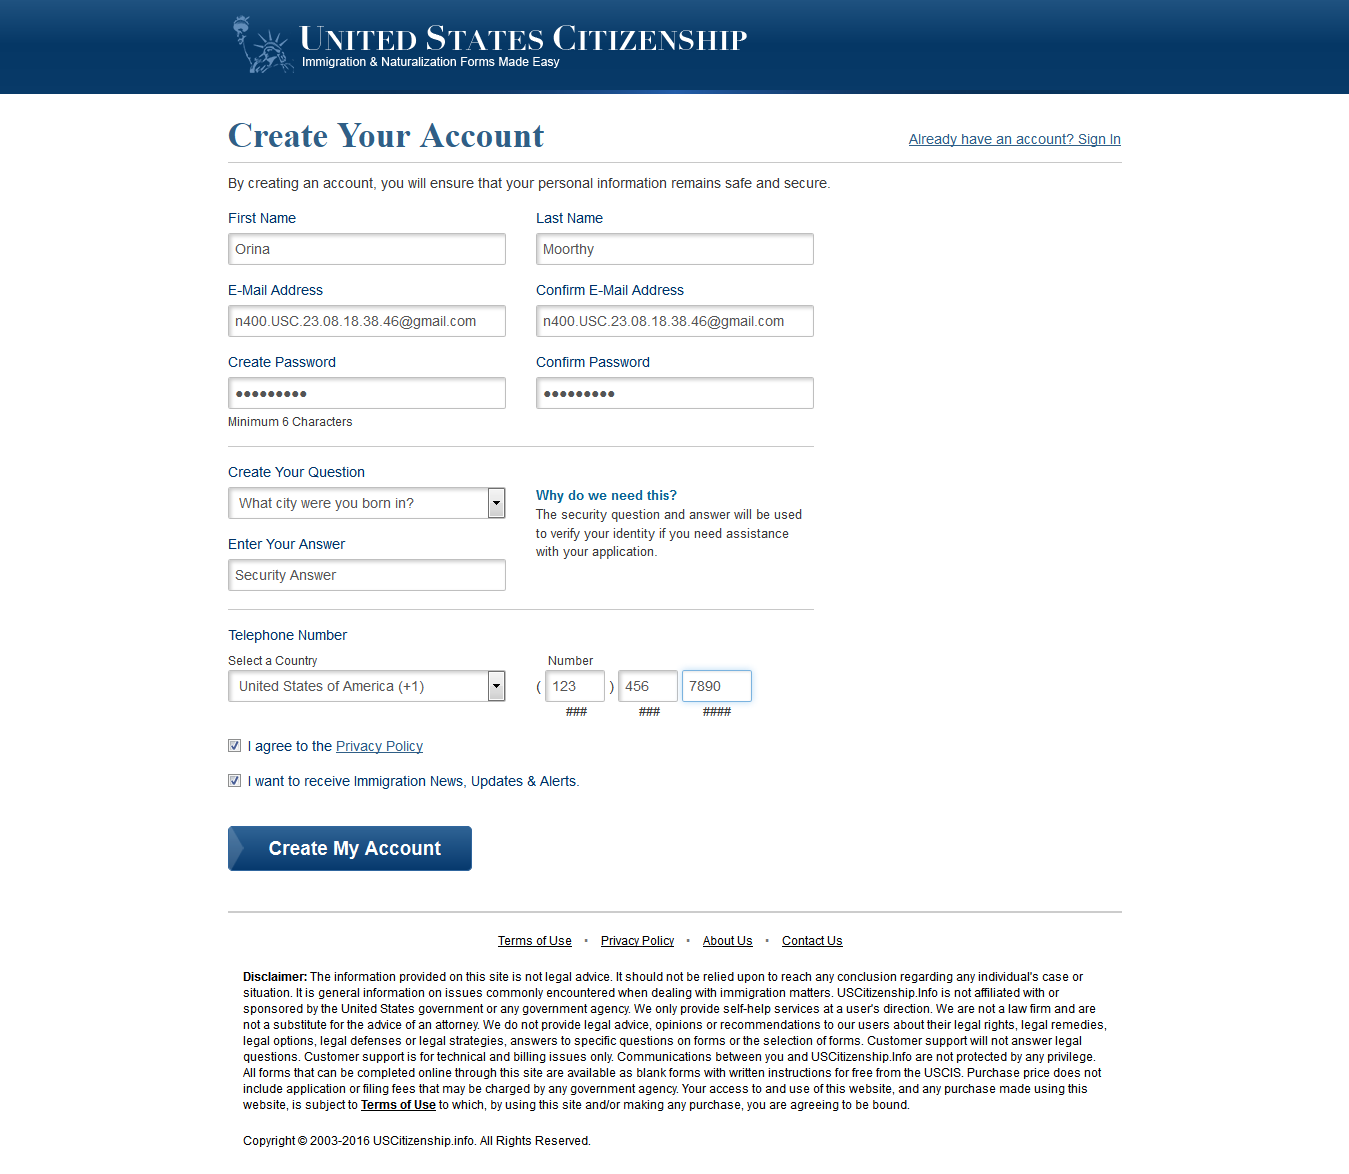 UNITED STATES CITIZENSHIP
Immigration & Naturalization Forms Made Easy
Create Your Account
Already have an account? Sign In
By creating an account, you will ensure that your personal information remains safe and secure.
First Name
Last Name
Orina
Moorthy
E-Mail Address
Confirm E-Mail Address
n400.USC.23.08.18.38.46@gmail.com
n400.USC.23.08.18.38.46@gmail.com
Create Password
Confirm Password
●●●●●●●●●
●●●●●●●●●
Minimum 6 Characters
Create Your Question
What city were you born in?
Why do we need this?
The security question and answer will be used
to verify your identity if you need assistance
with your application.
Enter Your Answer
Security Answer
Telephone Number
Select a Country
Number
United States of America (+1)
( 123 ) 456 7890
### ### ####
I agree to the Privacy Policy
I want to receive Immigration News, Updates & Alerts.
Create My Account
Terms of Use • Privacy Policy • About Us • Contact Us
Disclaimer: The information provided on this site is not legal advice. It should not be relied upon to reach any conclusion regarding any individual's case or
situation. It is general information on issues commonly encountered when dealing with immigration matters. USCitizenship.Info is not affiliated with or
sponsored by the United States government or any government agency. We only provide self-help services at a user's direction. We are not a law firm and are
not a substitute for the advice of an attorney. We do not provide legal advice, opinions or recommendations to our users about their legal rights, legal remedies,
legal options, legal defenses or legal strategies, answers to specific questions on forms or the selection of forms. Customer support will not answer legal
questions. Customer support is for technical and billing issues only. Communications between you and USCitizenship.Info are not protected by any privilege.
All forms that can be completed online through this site are available as blank forms with written instructions for free from the USCIS. Purchase price does not
include application or filing fees that may be charged by any government agency. Your access to and use of this website, and any purchase made using this
website, is subject to Terms of Use to which, by using this site and/or making any purchase, you are agreeing to be bound.
Copyright © 2003-2016 USCitizenship.info. All Rights Reserved.